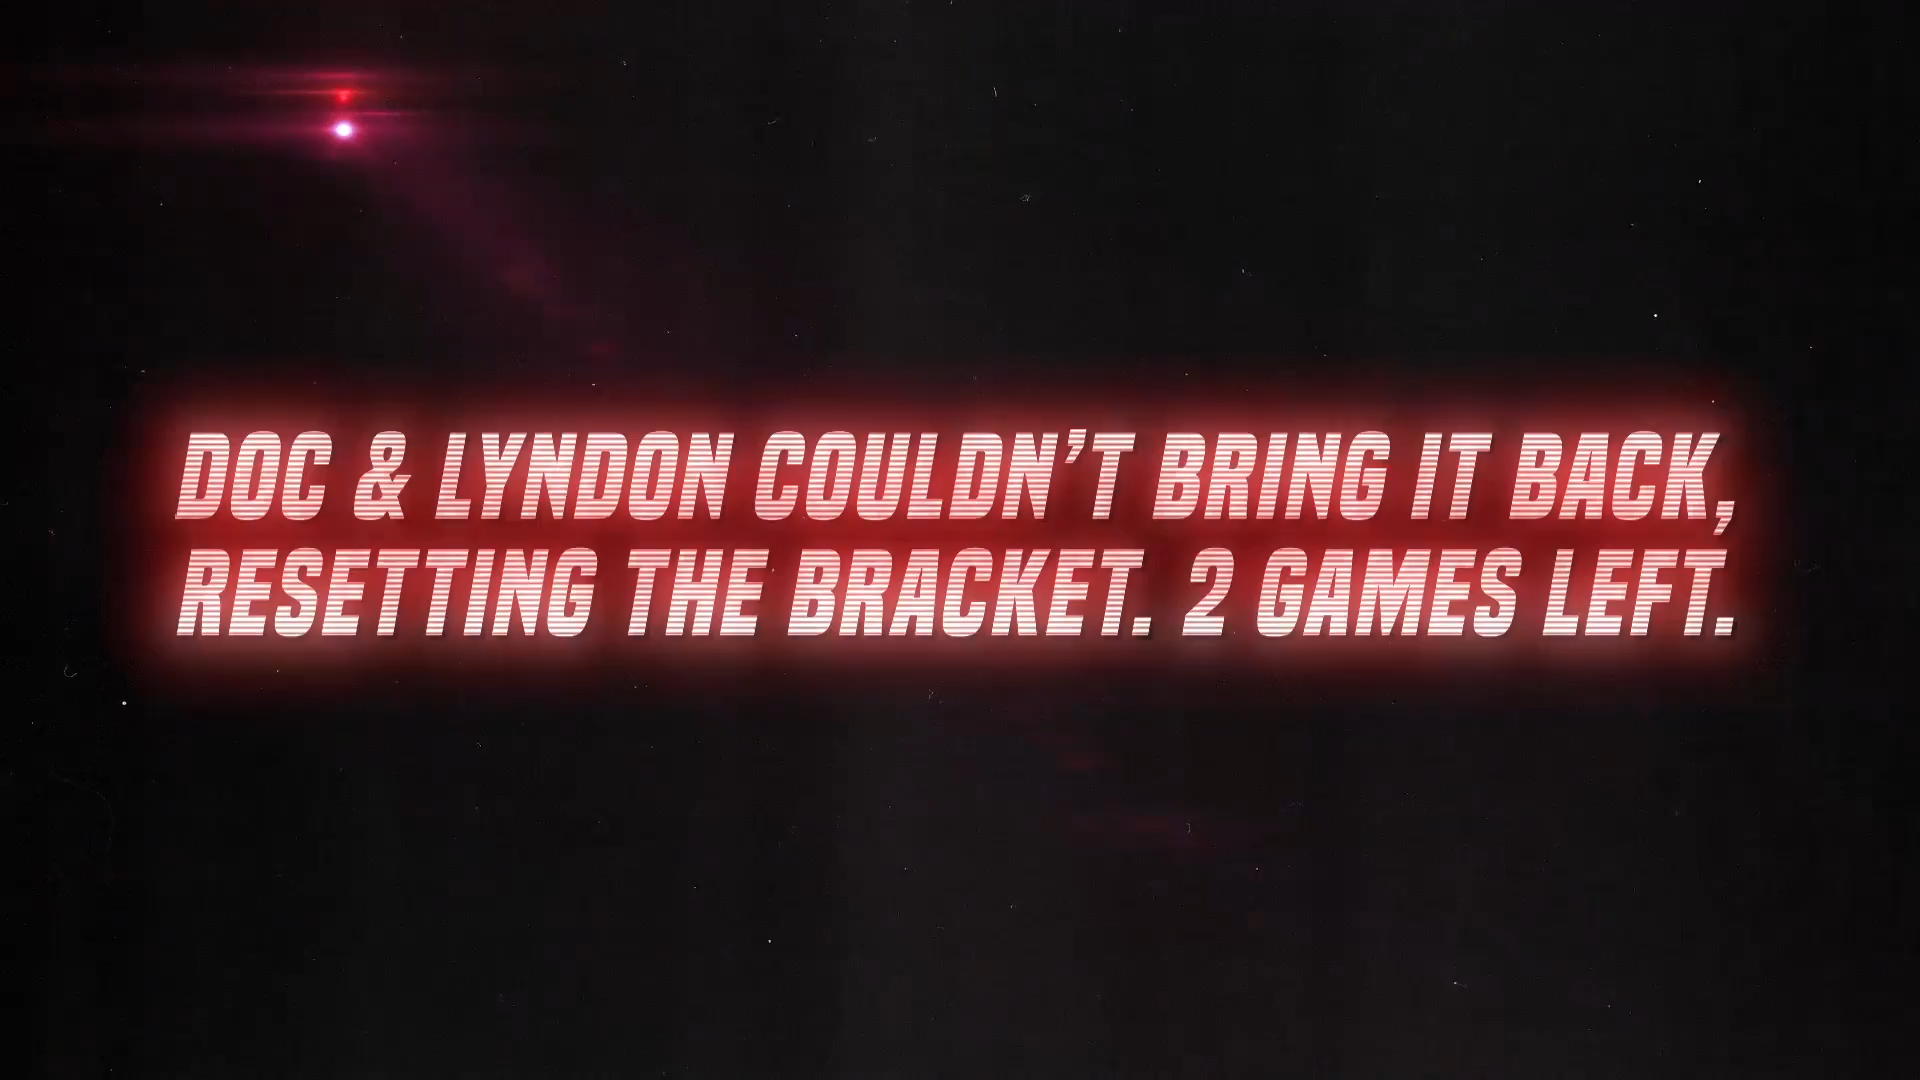 DOC & LYNDON COULDN’T BRING IT BACK,
RESETTING THE BRACKET. 2 GAMES LEFT.